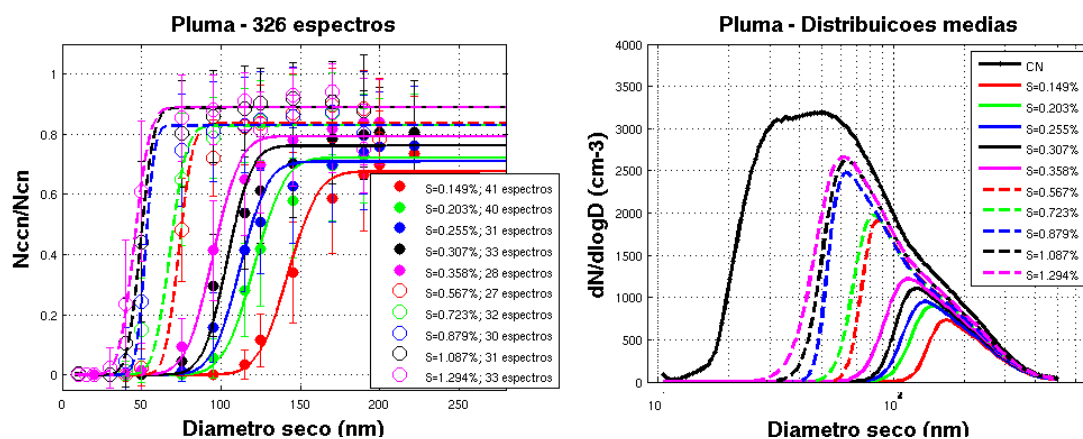 Pluma - 326 espectros
1
0.8
0.6
0.4
0.2
0
Nccn/Ncn
S=0.149%; 41 espectros
S=0.203%; 40 espectros
S=0.255%; 31 espectros
S=0.307%; 33 espectros
S=0.358%; 28 espectros
S=0.567%; 27 espectros
S=0.723%; 32 espectros
S=0.879%; 30 espectros
S=1.087%; 31 espectros
S=1.294%; 33 espectros
0 50 100 150 200 250
Diametro seco (nm)
Pluma - Distribuicoes medias
4000
3500
3000
2500
2000
1500
1000
500
0
dN/dlogD (cm-3)
CN
S=0.149%
S=0.203%
S=0.255%
S=0.307%
S=0.358%
S=0.567%
S=0.723%
S=0.879%
S=1.087%
S=1.294%
10 10²
Diametro seco (nm)